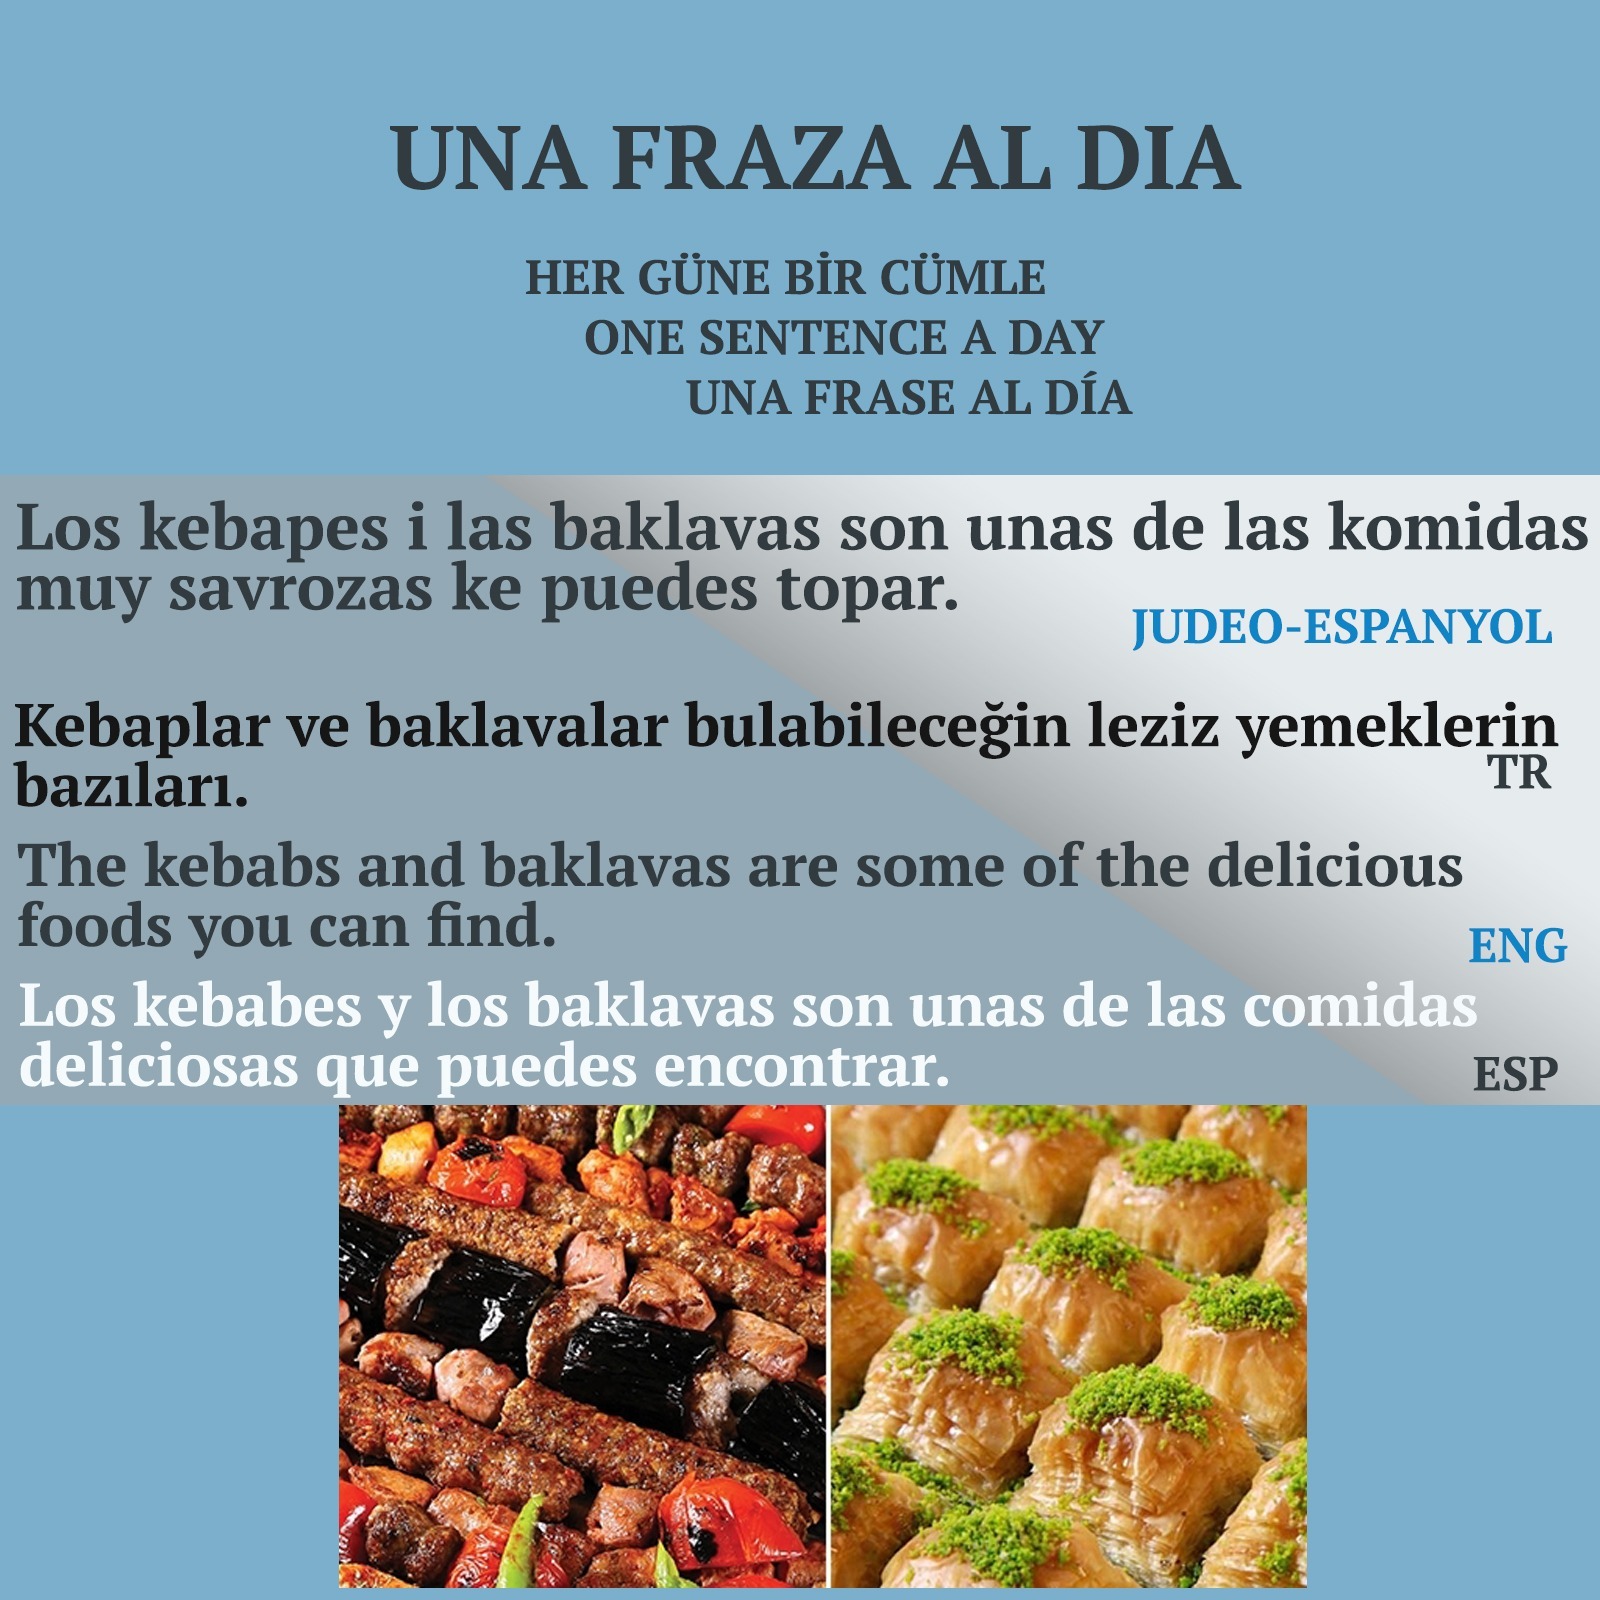 UNA FRAZA AL DIA
HER GÜNE BİR CÜMLE
ONE SENTENCE A DAY
UNA FRASE AL DÍA
Los kebapes i las baklavas son unas de las komidas
muy savrozas ke puedes topar.
JUDEO-ESPANYOL
Kebaplar ve baklavalar bulabileceğin leziz yemeklerin
bazıları.
TR
The kebabs and baklavas are some of the delicious
foods you can find.
ENG
Los kebabes y los baklavas son unas de las comidas
deliciosas que puedes encontrar.
ESP